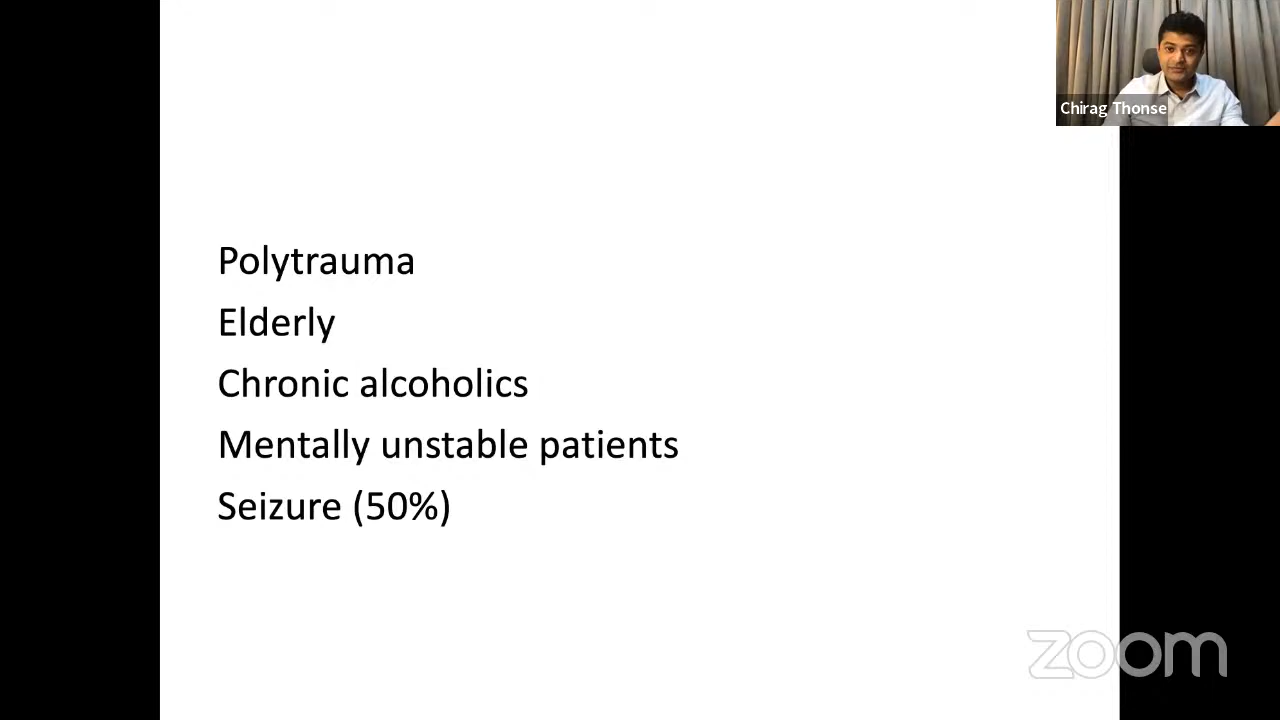 Chirag Thonse
Polytrauma
Elderly
Chronic alcoholics
Mentally unstable patients
Seizure (50%)
zoom